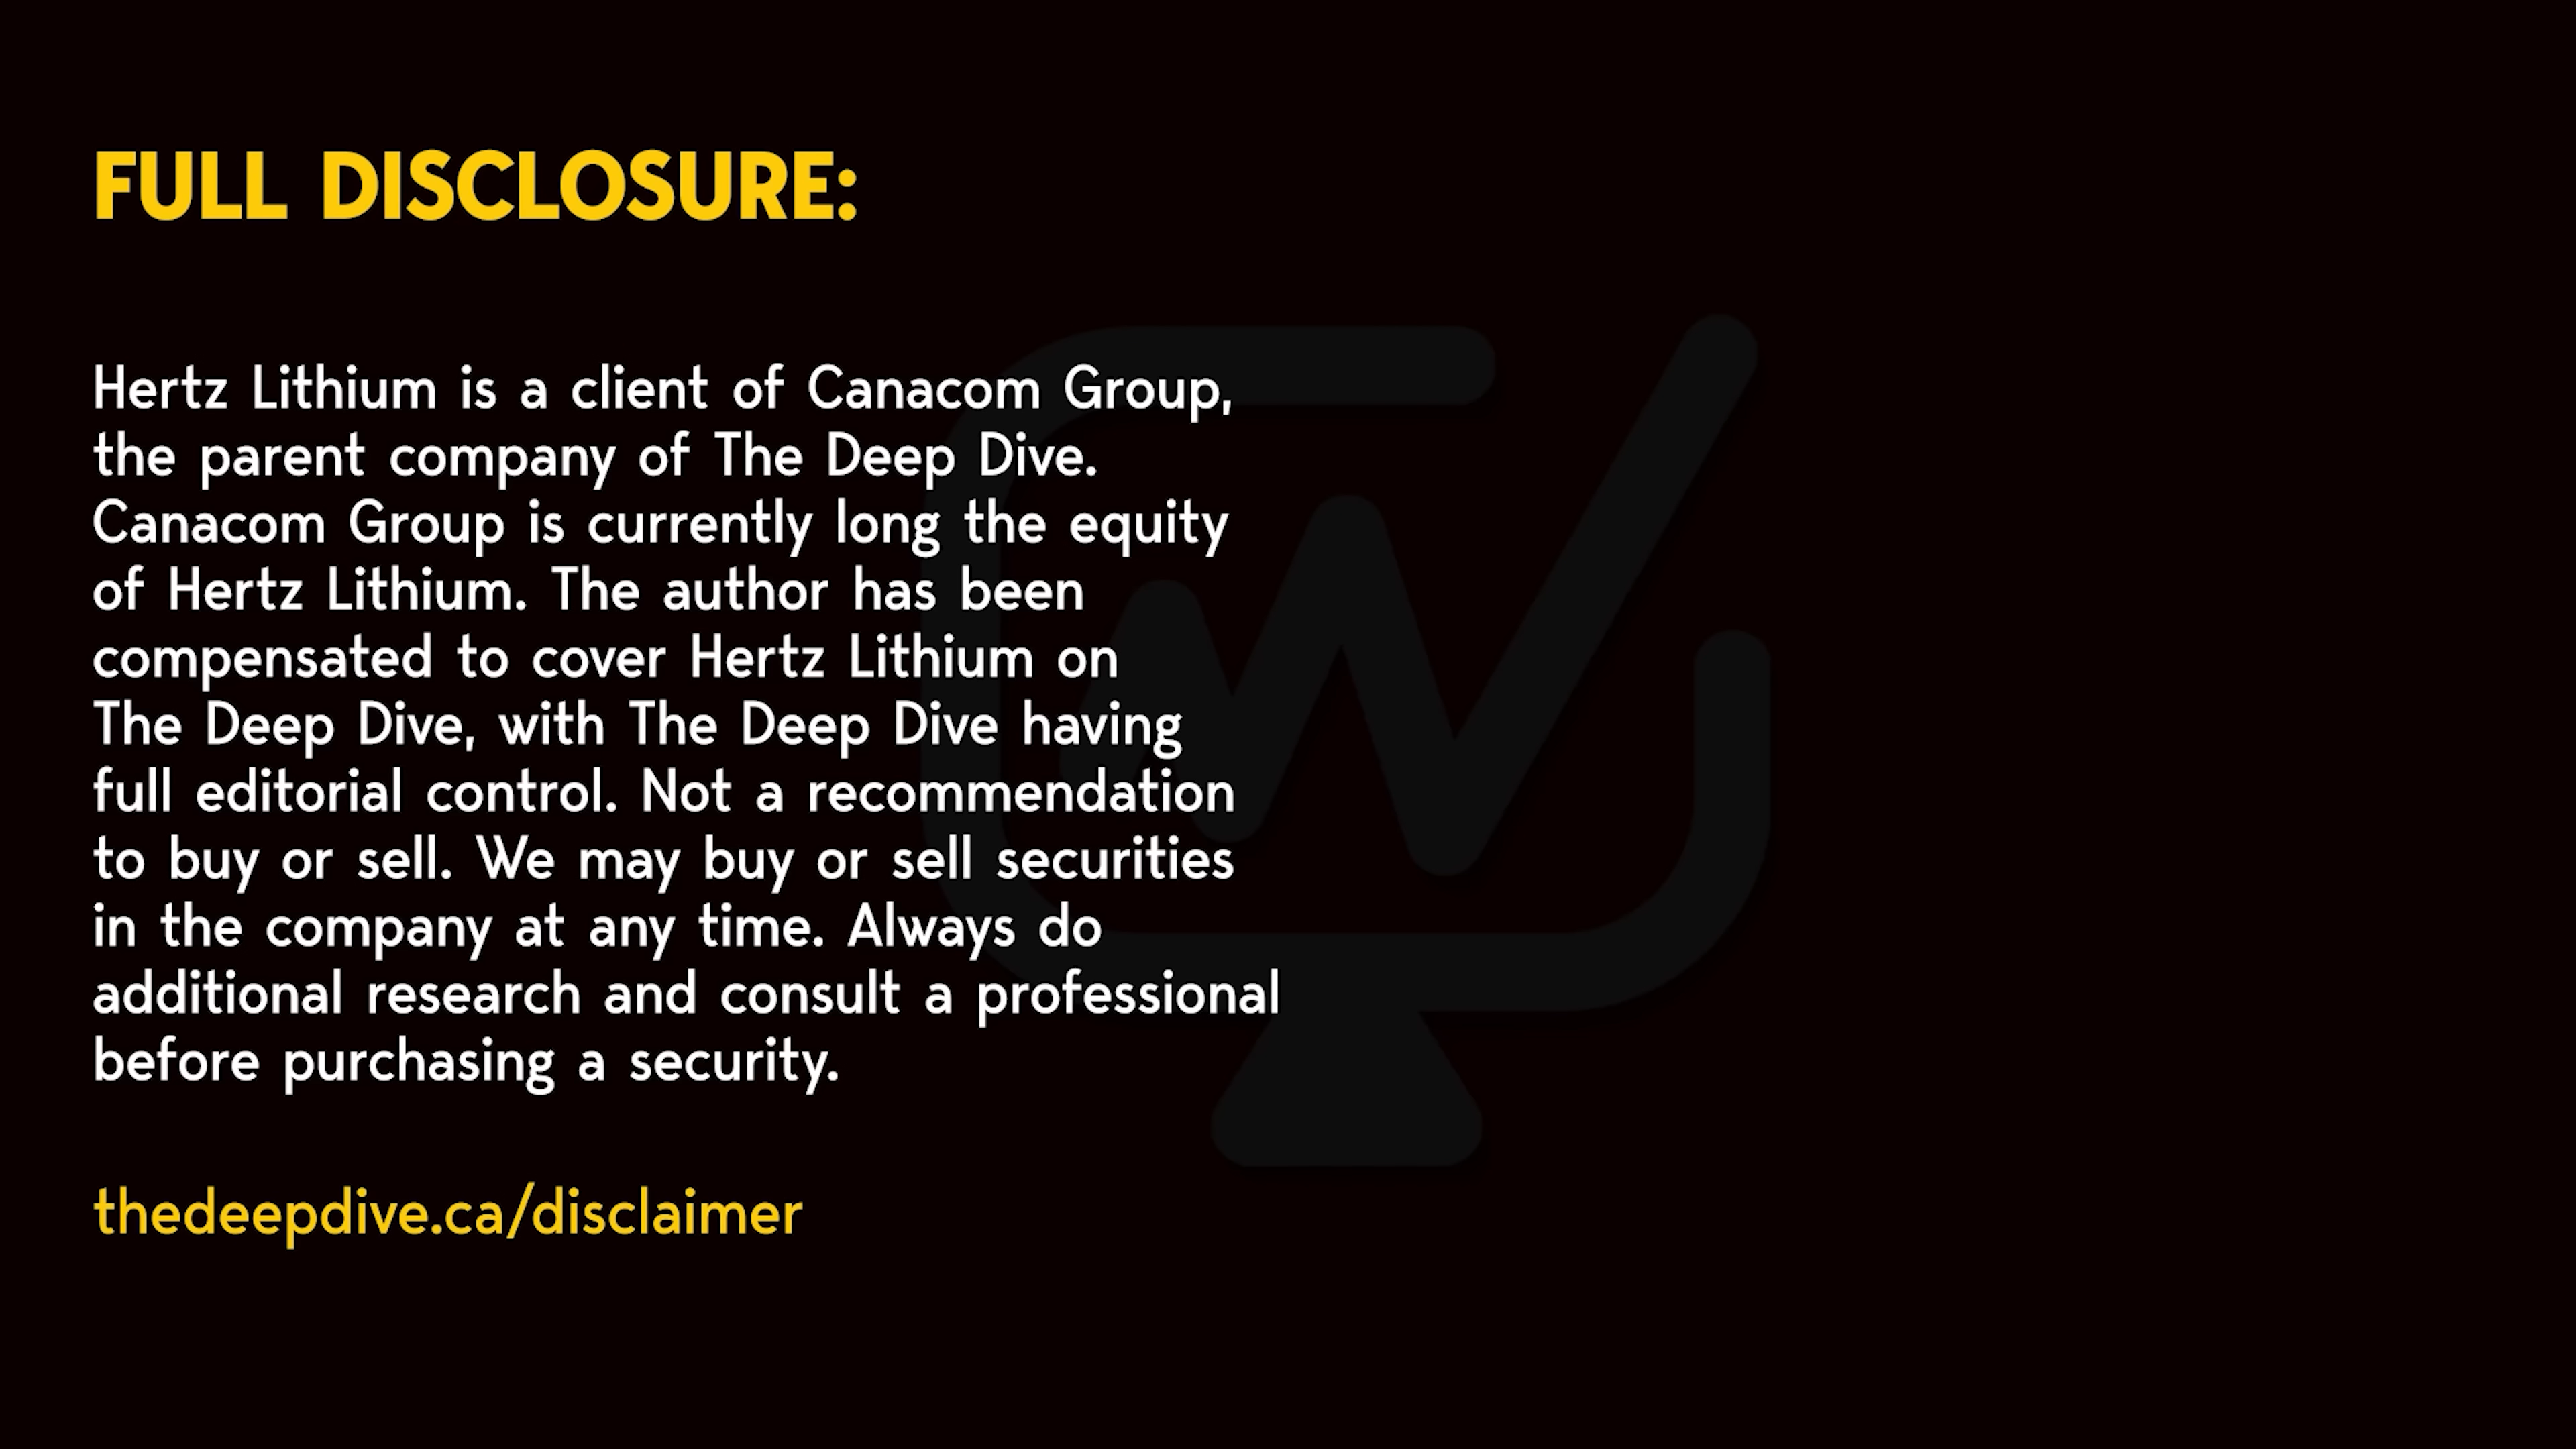 FULL DISCLOSURE:
Hertz Lithium is a client of Canacom Group,
the parent company of The Deep Dive.
Canacom Group is currently long the equity
of Hertz Lithium. The author has been
compensated to cover Hertz Lithium on
The Deep Dive, with The Deep Dive having
full editorial control. Not a recommendation
to buy or sell. We may buy or sell securities
in the company at any time. Always do
additional research and consult a professional
before purchasing a security.
thedeepdive.ca/disclaimer